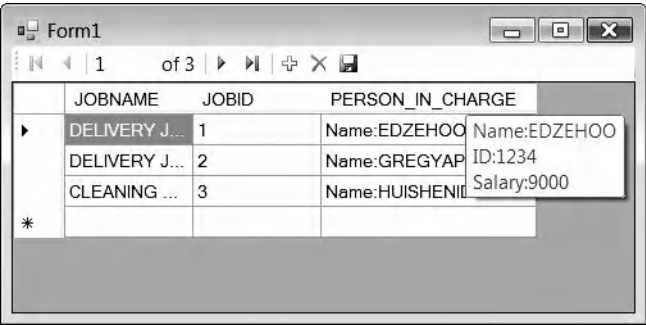 Form1
1 of 3
JOBNAME JOBID PERSON_IN_CHARGE
DELIVERY J... 1 Name:EDZEHOO
DELIVERY J... 2 Name:GREGYAP
CLEANING ... 3 Name:HUISHENI
Name:EDZEHOO
ID:1234
Salary:9000